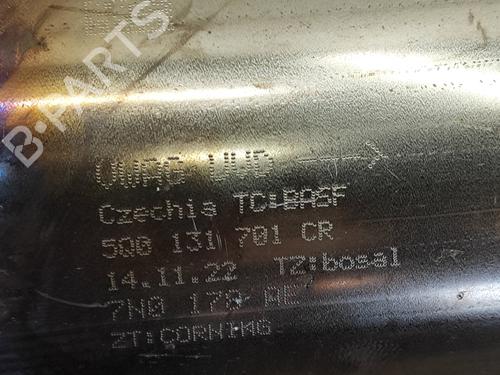 B-PARTS
VWAG WWD
Czechia TC:BASF
5Q0 131 701 CR
14.11.22 TZ:bosal
7N0 178 AE
ZT:CORNING